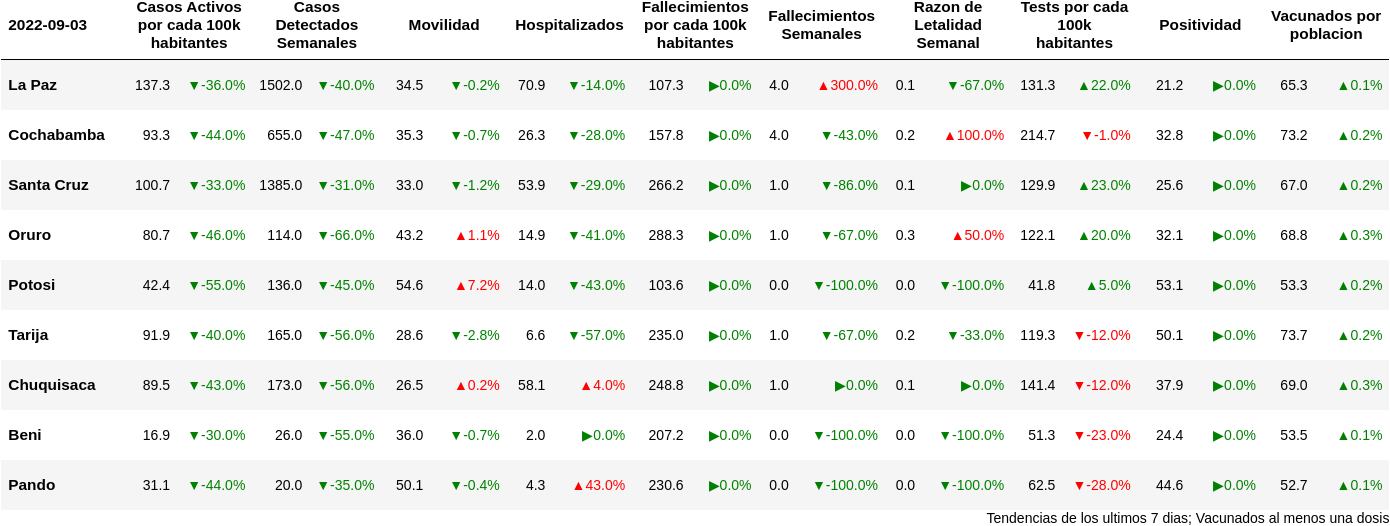 2022-09-03 Casos Activos por cada 100k habitantes Casos Detectados Semanales Movilidad Hospitalizados Fallecimientos por cada 100k habitantes Fallecimientos Semanales Razon de Letalidad Semanal Tests por cada 100k habitantes Positividad Vacunados por poblacion
La Paz 137.3 ▼-36.0% 1502.0 ▼-40.0% 34.5 ▼-0.2% 70.9 ▼-14.0% 107.3 ▶0.0% 4.0 ▲300.0% 0.1 ▼-67.0% 131.3 ▲22.0% 21.2 ▶0.0% 65.3 ▲0.1%
Cochabamba 93.3 ▼-44.0% 655.0 ▼-47.0% 35.3 ▼-0.7% 26.3 ▼-28.0% 157.8 ▶0.0% 4.0 ▼-43.0% 0.2 ▲100.0% 214.7 ▼-1.0% 32.8 ▶0.0% 73.2 ▲0.2%
Santa Cruz 100.7 ▼-33.0% 1385.0 ▼-31.0% 33.0 ▼-1.2% 53.9 ▼-29.0% 266.2 ▶0.0% 1.0 ▼-86.0% 0.1 ▶0.0% 129.9 ▲23.0% 25.6 ▶0.0% 67.0 ▲0.2%
Oruro 80.7 ▼-46.0% 114.0 ▼-66.0% 43.2 ▲1.1% 14.9 ▼-41.0% 288.3 ▶0.0% 1.0 ▼-67.0% 0.3 ▲50.0% 122.1 ▲20.0% 32.1 ▶0.0% 68.8 ▲0.3%
Potosi 42.4 ▼-55.0% 136.0 ▼-45.0% 54.6 ▲7.2% 14.0 ▼-43.0% 103.6 ▶0.0% 0.0 ▼-100.0% 0.0 ▼-100.0% 41.8 ▲5.0% 53.1 ▶0.0% 53.3 ▲0.2%
Tarija 91.9 ▼-40.0% 165.0 ▼-56.0% 28.6 ▼-2.8% 6.6 ▼-57.0% 235.0 ▶0.0% 1.0 ▼-67.0% 0.2 ▼-33.0% 119.3 ▼-12.0% 50.1 ▶0.0% 73.7 ▲0.2%
Chuquisaca 89.5 ▼-43.0% 173.0 ▼-56.0% 26.5 ▲0.2% 58.1 ▲4.0% 248.8 ▶0.0% 1.0 ▶0.0% 0.1 ▶0.0% 141.4 ▼-12.0% 37.9 ▶0.0% 69.0 ▲0.3%
Beni 16.9 ▼-30.0% 26.0 ▼-55.0% 36.0 ▼-0.7% 2.0 ▶0.0% 207.2 ▶0.0% 0.0 ▼-100.0% 0.0 ▼-100.0% 51.3 ▼-23.0% 24.4 ▶0.0% 53.5 ▲0.1%
Pando 31.1 ▼-44.0% 20.0 ▼-35.0% 50.1 ▼-0.4% 4.3 ▲43.0% 230.6 ▶0.0% 0.0 ▼-100.0% 0.0 ▼-100.0% 62.5 ▼-28.0% 44.6 ▶0.0% 52.7 ▲0.1%
Tendencias de los ultimos 7 dias; Vacunados al menos una dosis